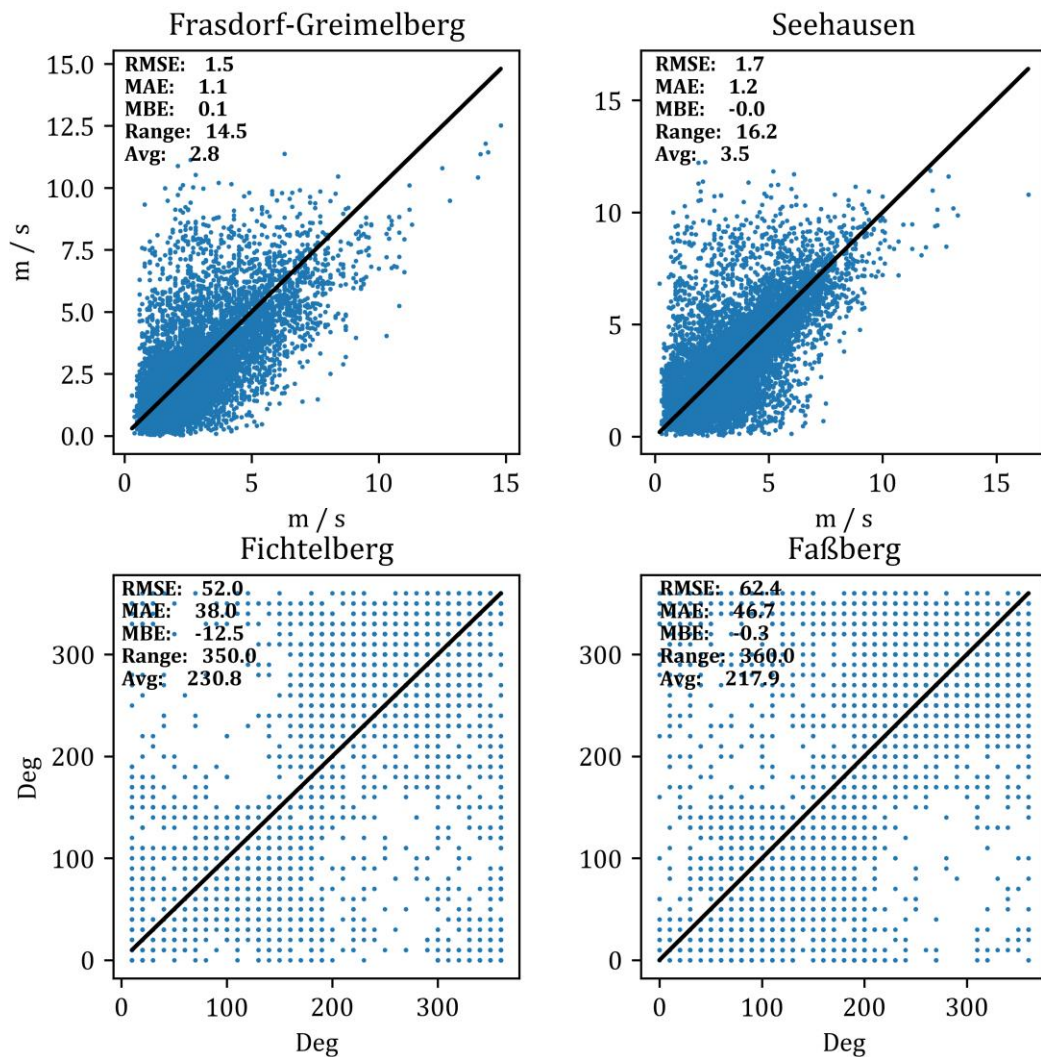 Frasdorf-Greimelberg
15.0
12.5
10.0
7.5
5.0
2.5
0.0
m / s
RMSE: 1.5
MAE: 1.1
MBE: 0.1
Range: 14.5
Avg: 2.8
0 5 10 15
m / s
Seehausen
15
10
5
0
RMSE: 1.7
MAE: 1.2
MBE: -0.0
Range: 16.2
Avg: 3.5
0 5 10 15
m / s
Fichtelberg
300
200
100
0
Deg
RMSE: 52.0
MAE: 38.0
MBE: -12.5
Range: 350.0
Avg: 230.8
0 100 200 300
Deg
Faßberg
300
200
100
0
RMSE: 62.4
MAE: 46.7
MBE: -0.3
Range: 360.0
Avg: 217.9
0 100 200 300
Deg